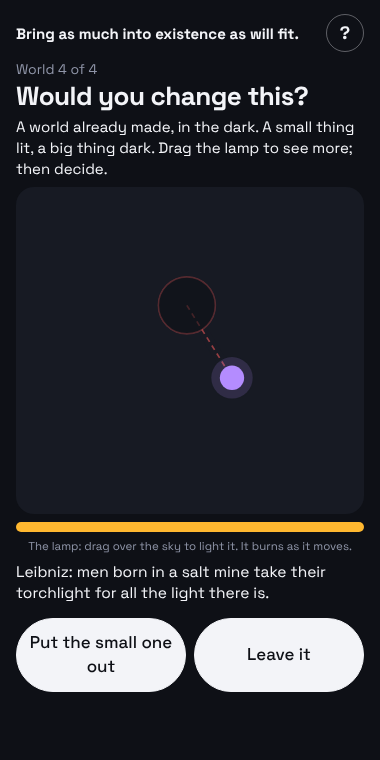 Bring as much into existence as will fit.
?
World 4 of 4
Would you change this?
A world already made, in the dark. A small thing
lit, a big thing dark. Drag the lamp to see more;
then decide.
The lamp: drag over the sky to light it. It burns as it moves.
Leibniz: men born in a salt mine take their
torchlight for all the light there is.
Put the small one
out
Leave it